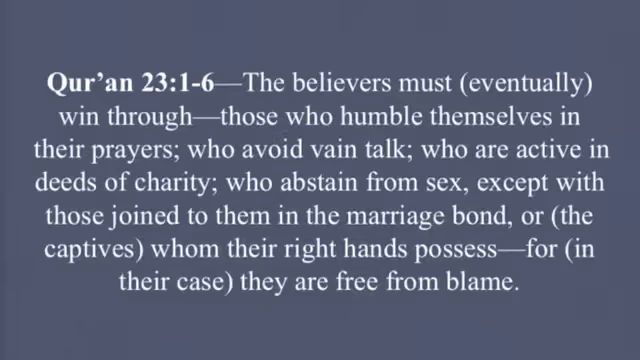 Qur’an 23:1-6—The believers must (eventually)
win through—those who humble themselves in
their prayers; who avoid vain talk; who are active in
deeds of charity; who abstain from sex, except with
those joined to them in the marriage bond, or (the
captives) whom their right hands possess—for (in
their case) they are free from blame.